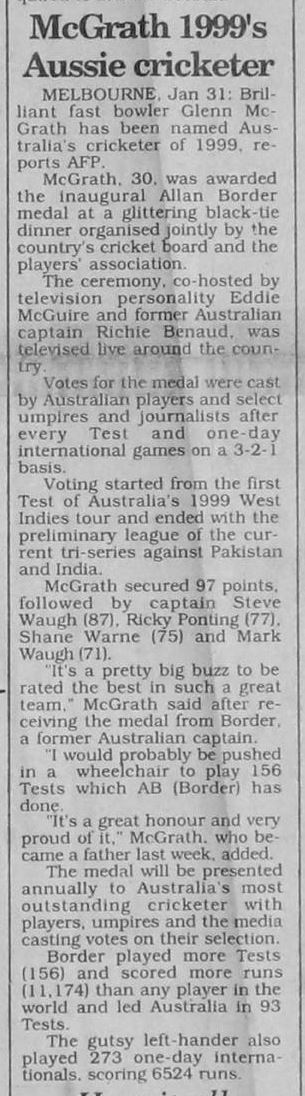 McGrath 1999's
Aussie cricketer
MELBOURNE, Jan 31: Bril-
liant fast bowler Glenn Mc-
Grath has been named Aus-
tralia's cricketer of 1999, re-
ports AFP.
McGrath, 30, was awarded
the inaugural Allan Border
medal at a glittering black-tie
dinner organised jointly by the
country's cricket board and the
players' association.
The ceremony, co-hosted by
television personality Eddie
McGuire and former Australian
captain Richie Benaud, was
televised live around the coun-
try.
Votes for the medal were cast
by Australian players and select
umpires and journalists after
every Test and one-day
international games on a 3-2-1
basis.
Voting started from the first
Test of Australia's 1999 West
Indies tour and ended with the
preliminary league of the cur-
rent tri-series against Pakistan
and India.
McGrath secured 97 points,
followed by captain Steve
Waugh (87), Ricky Ponting (77),
Shane Warne (75) and Mark
Waugh (71).
"It's a pretty big buzz to be
rated the best in such a great
team," McGrath said after re-
ceiving the medal from Border,
a former Australian captain.
"I would probably be pushed
in a wheelchair to play 156
Tests which AB (Border) has
done.
"It's a great honour and very
proud of it," McGrath, who be-
came a father last week, added.
The medal will be presented
annually to Australia's most
outstanding cricketer with
players, umpires and the media
casting votes on their selection.
Border played more Tests
(156) and scored more runs
(11,174) than any player in the
world and led Australia in 93
Tests.
The gutsy left-hander also
played 273 one-day interna-
tionals, scoring 6524 runs.